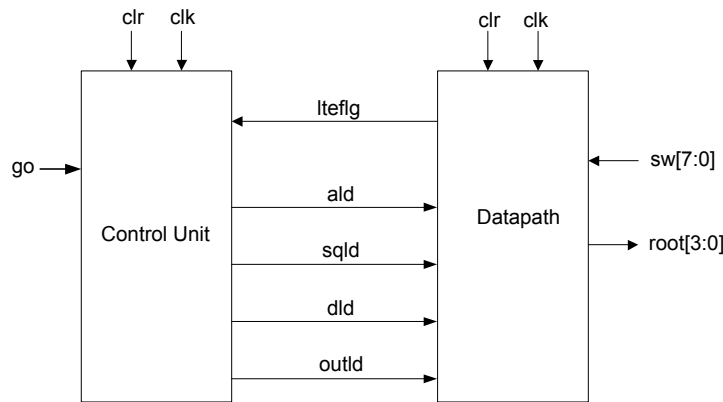 clr clk clr clk
lteflg
go sw[7:0]
ald
Control Unit Datapath
sqld root[3:0]
dld
outld